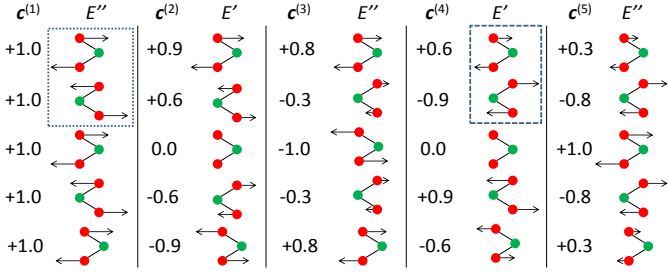 c(1) E″ c(2) E′ c(3) E″ c(4) E′ c(5) E″
+1.0 +0.9 +0.8 +0.6 +0.3
+1.0 +0.6 -0.3 -0.9 -0.8
+1.0 0.0 -1.0 0.0 +1.0
+1.0 -0.6 -0.3 +0.9 -0.8
+1.0 -0.9 +0.8 -0.6 +0.3